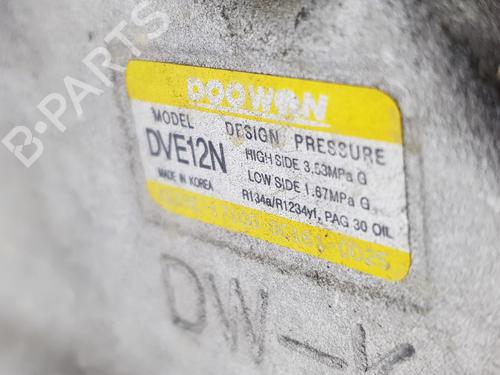 DOOWON
MODEL DESIGN PRESSURE
DVE12N HIGH SIDE 3.53MPa G
LOW SIDE 1.67MPa G
MADE IN KOREA R134a/R1234yf, PAG 30 OIL
DW-K
B-PARTS